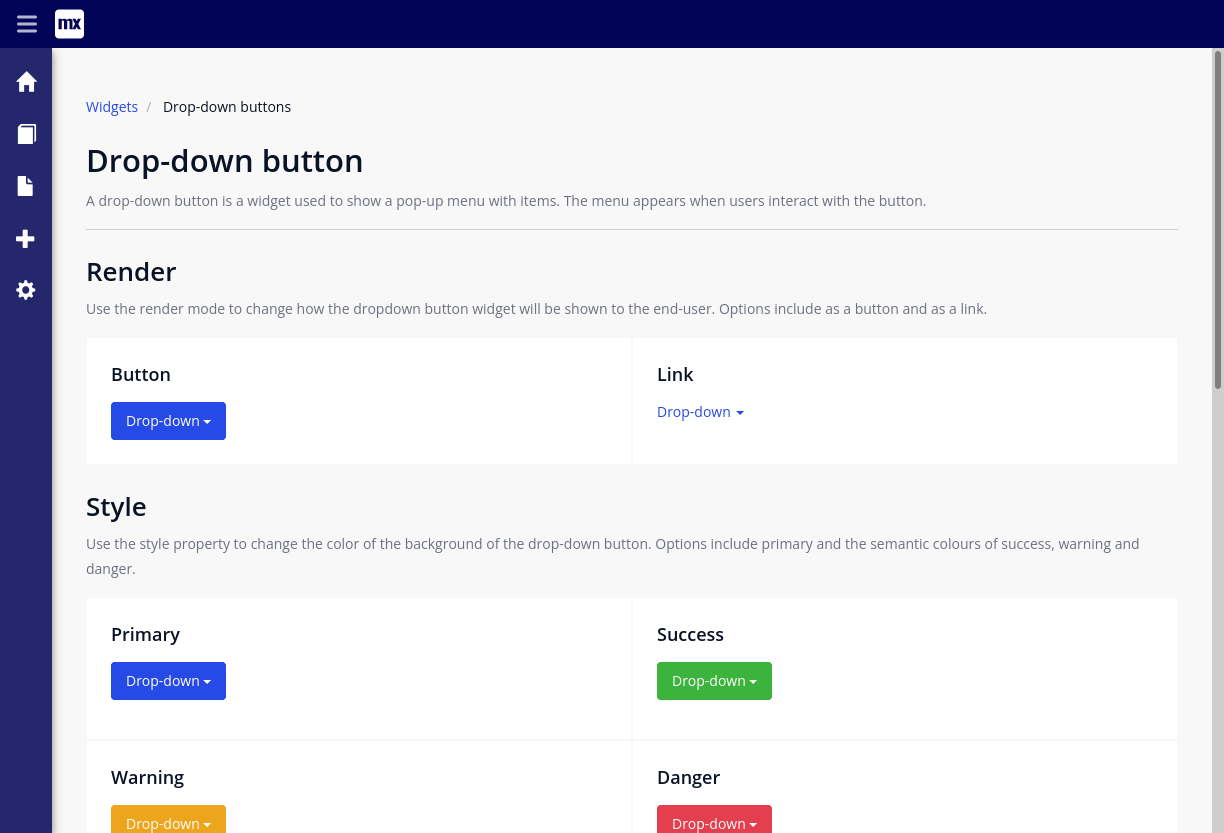 mx
Widgets / Drop-down buttons
Drop-down button
A drop-down button is a widget used to show a pop-up menu with items. The menu appears when users interact with the button.
Render
Use the render mode to change how the dropdown button widget will be shown to the end-user. Options include as a button and as a link.
Button
Link
Drop-down
Drop-down
Style
Use the style property to change the color of the background of the drop-down button. Options include primary and the semantic colours of success, warning and
danger.
Primary
Success
Drop-down
Drop-down
Warning
Danger
Drop-down
Drop-down